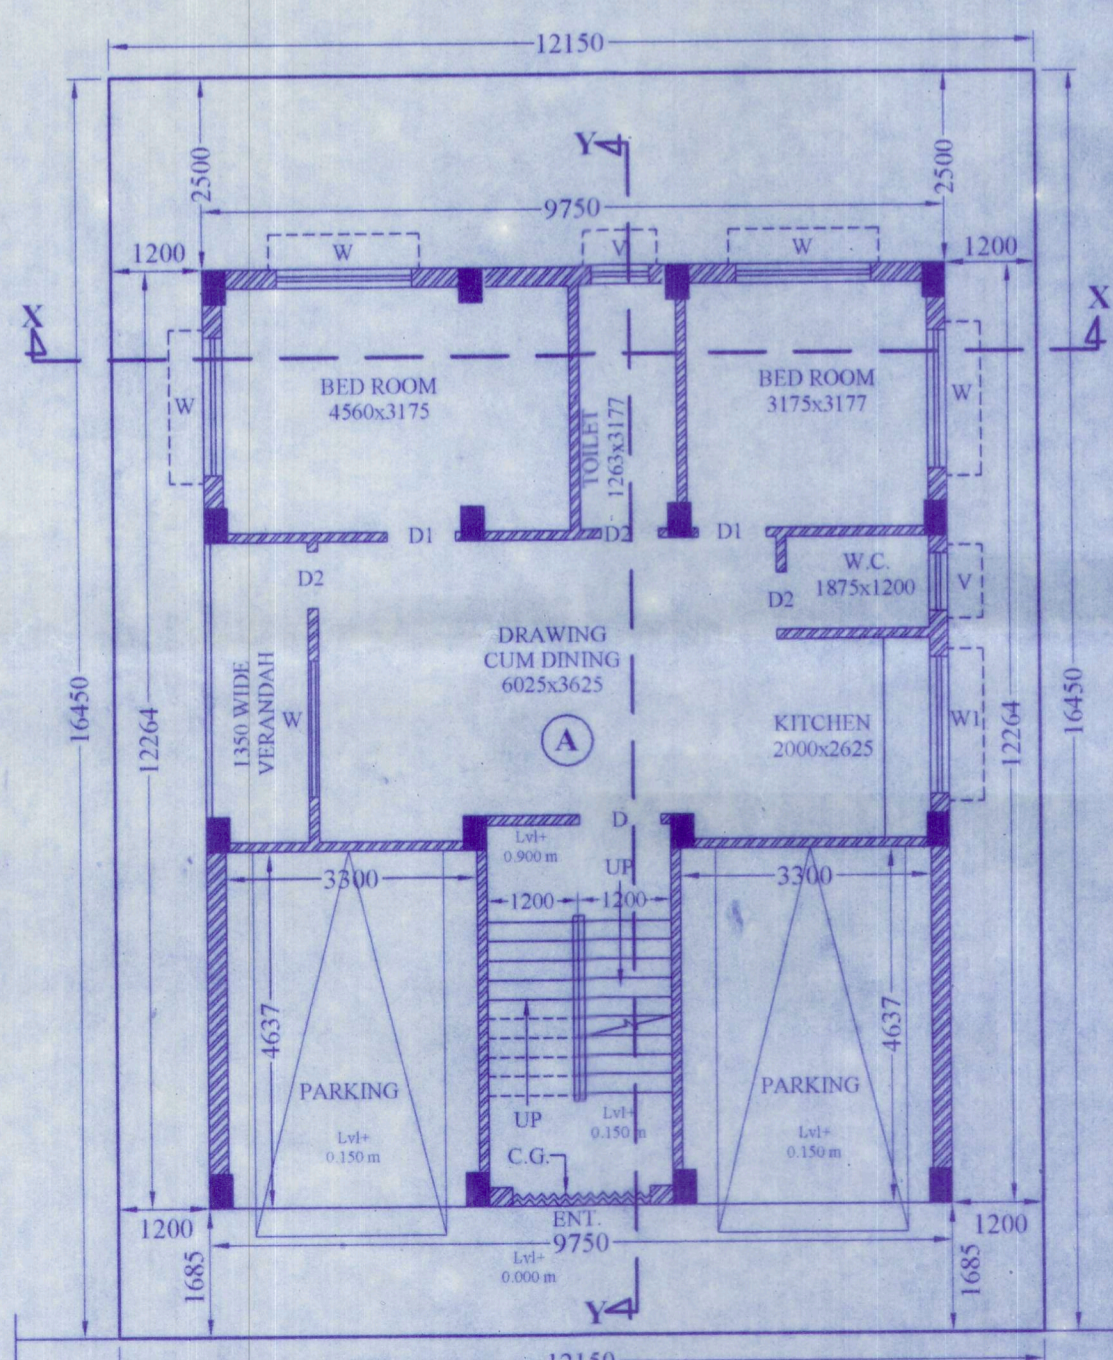 12150
Y
2500
2500
9750
1200
W
V
W
1200
X
X
BED ROOM
4560x3175
BED ROOM
3175x3177
W
W
TOILET
1263x3177
D1
D2
D1
W.C.
1875x1200
D2
D2
V
DRAWING
CUM DINING
6025x3625
1350 WIDE
VERANDAH
W
A
KITCHEN
2000x2625
W1
16450
12264
12264
16450
D
Lvl+
0.900 m
UP
3300
3300
1200
1200
4637
4637
PARKING
PARKING
Lvl+
0.150 m
UP
Lvl+
0.150 m
Lvl+
0.150 m
C.G.
ENT.
1200
9750
1200
1685
Lvl+
0.000 m
1685
Y
12150